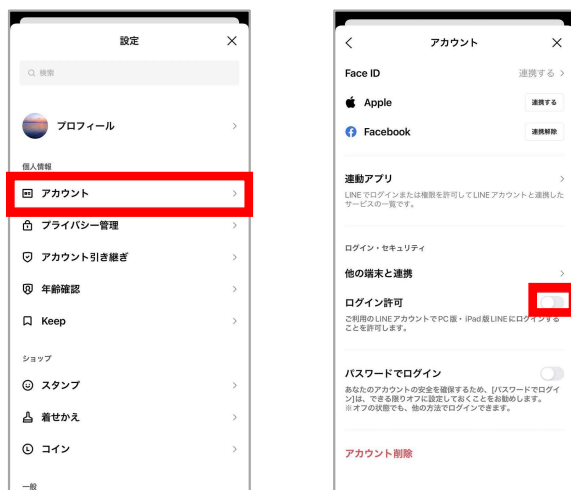 設定
検索
プロフィール
個人情報
アカウント
プライバシー管理
アカウント引き継ぎ
年齢確認
Keep
ショップ
スタンプ
着せかえ
コイン
一般
アカウント
Face ID 連携する
Apple 連携する
Facebook 連携解除
連動アプリ
LINEでログインまたは権限を許可してLINEアカウントと連携した
サービスの一覧です。
ログイン・セキュリティ
他の端末と連携
ログイン許可
ご利用のLINEアカウントでPC版・iPad版LINEにログインする
ことを許可します。
パスワードでログイン
あなたのアカウントの安全を確保するため、[パスワードでログイ
ン]は、できる限りオフに設定しておくことをお勧めします。
※オフの状態でも、他の方法でログインできます。
アカウント削除